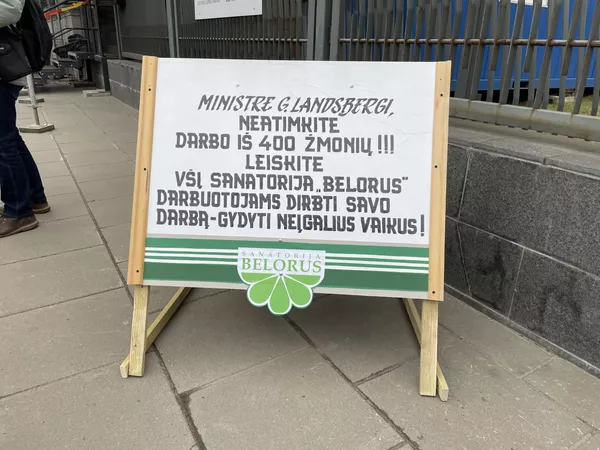 MINISTRE G. LANDSBERGI,
NEATIMKITE
DARBO IŠ 400 ŽMONIŲ !!!
LEISKITE
VŠĮ SANATORIJA „BELORUS"
DARBUOTOJAMS DIRBTI SAVO
DARBĄ-GYDYTI NEĮGALIUS VAIKUS!
SANATORIJA
BELORUS